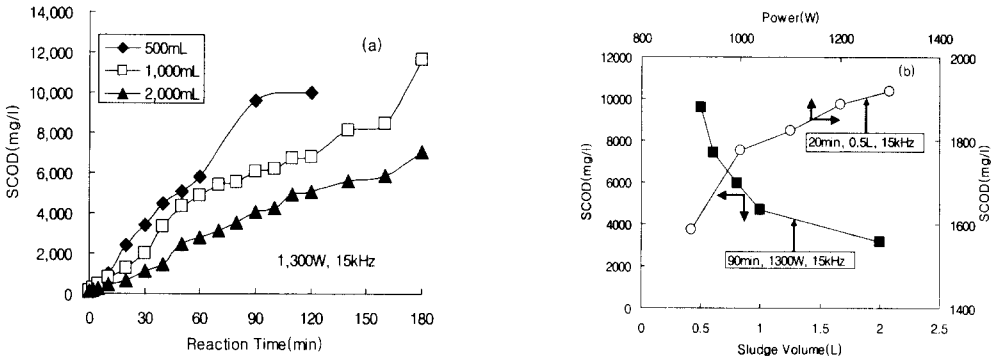 14,000
12,000
10,000
8,000
6,000
4,000
2,000
0
SCOD(mg/l)
500mL
1,000mL
2,000mL
(a)
1,300W, 15kHz
0 30 60 90 120 150 180
Reaction Time(min)
Power(W)
800 1000 1200 1400
12000
10000
8000
6000
4000
2000
0
SCOD(mg/l)
(b)
20min, 0.5L, 15kHz
90min, 1300W, 15kHz
2000
1800
1600
1400
SCOD(mg/l)
0 0.5 1 1.5 2 2.5
Sludge Volume(L)